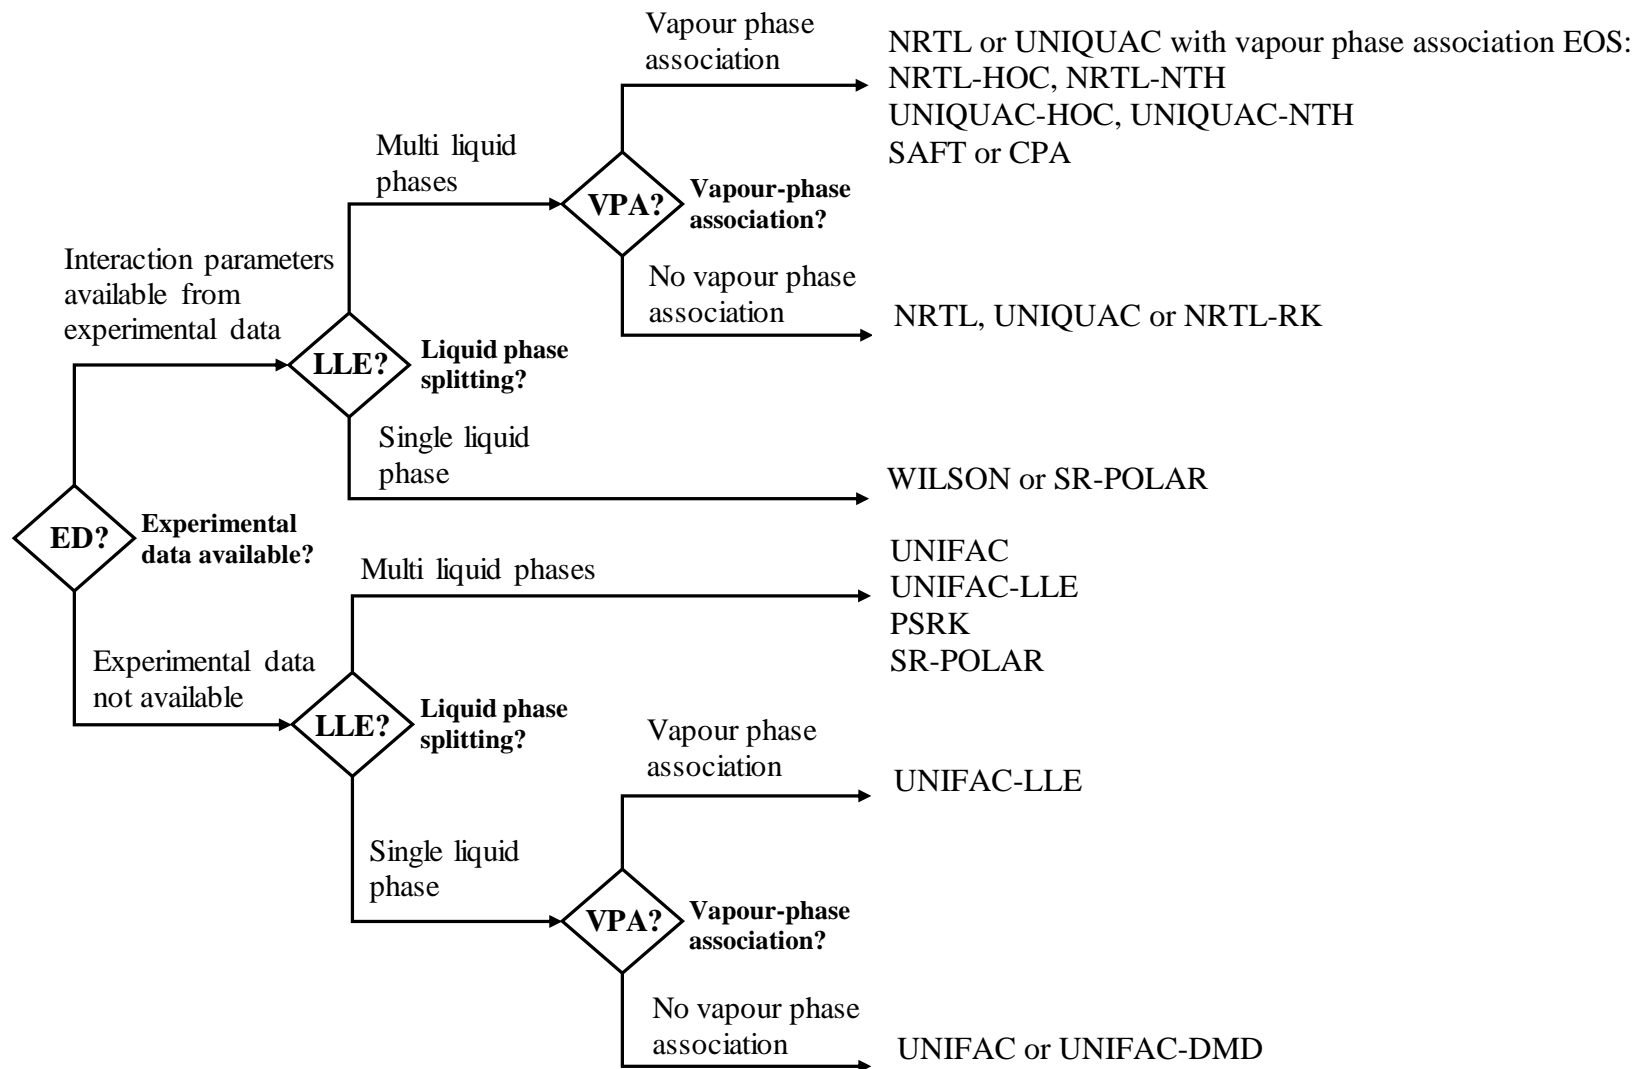 Vapour phase
association
NRTL or UNIQUAC with vapour phase association EOS:
NRTL-HOC, NRTL-NTH
UNIQUAC-HOC, UNIQUAC-NTH
SAFT or CPA
Multi liquid
phases
VPA?
Vapour-phase
association?
Interaction parameters
available from
experimental data
No vapour phase
association
NRTL, UNIQUAC or NRTL-RK
LLE?
Liquid phase
splitting?
Single liquid
phase
WILSON or SR-POLAR
ED?
Experimental
data available?
Multi liquid phases
UNIFAC
UNIFAC-LLE
PSRK
SR-POLAR
Experimental data
not available
LLE?
Liquid phase
splitting?
Vapour phase
association
UNIFAC-LLE
Single liquid
phase
VPA?
Vapour-phase
association?
No vapour phase
association
UNIFAC or UNIFAC-DMD